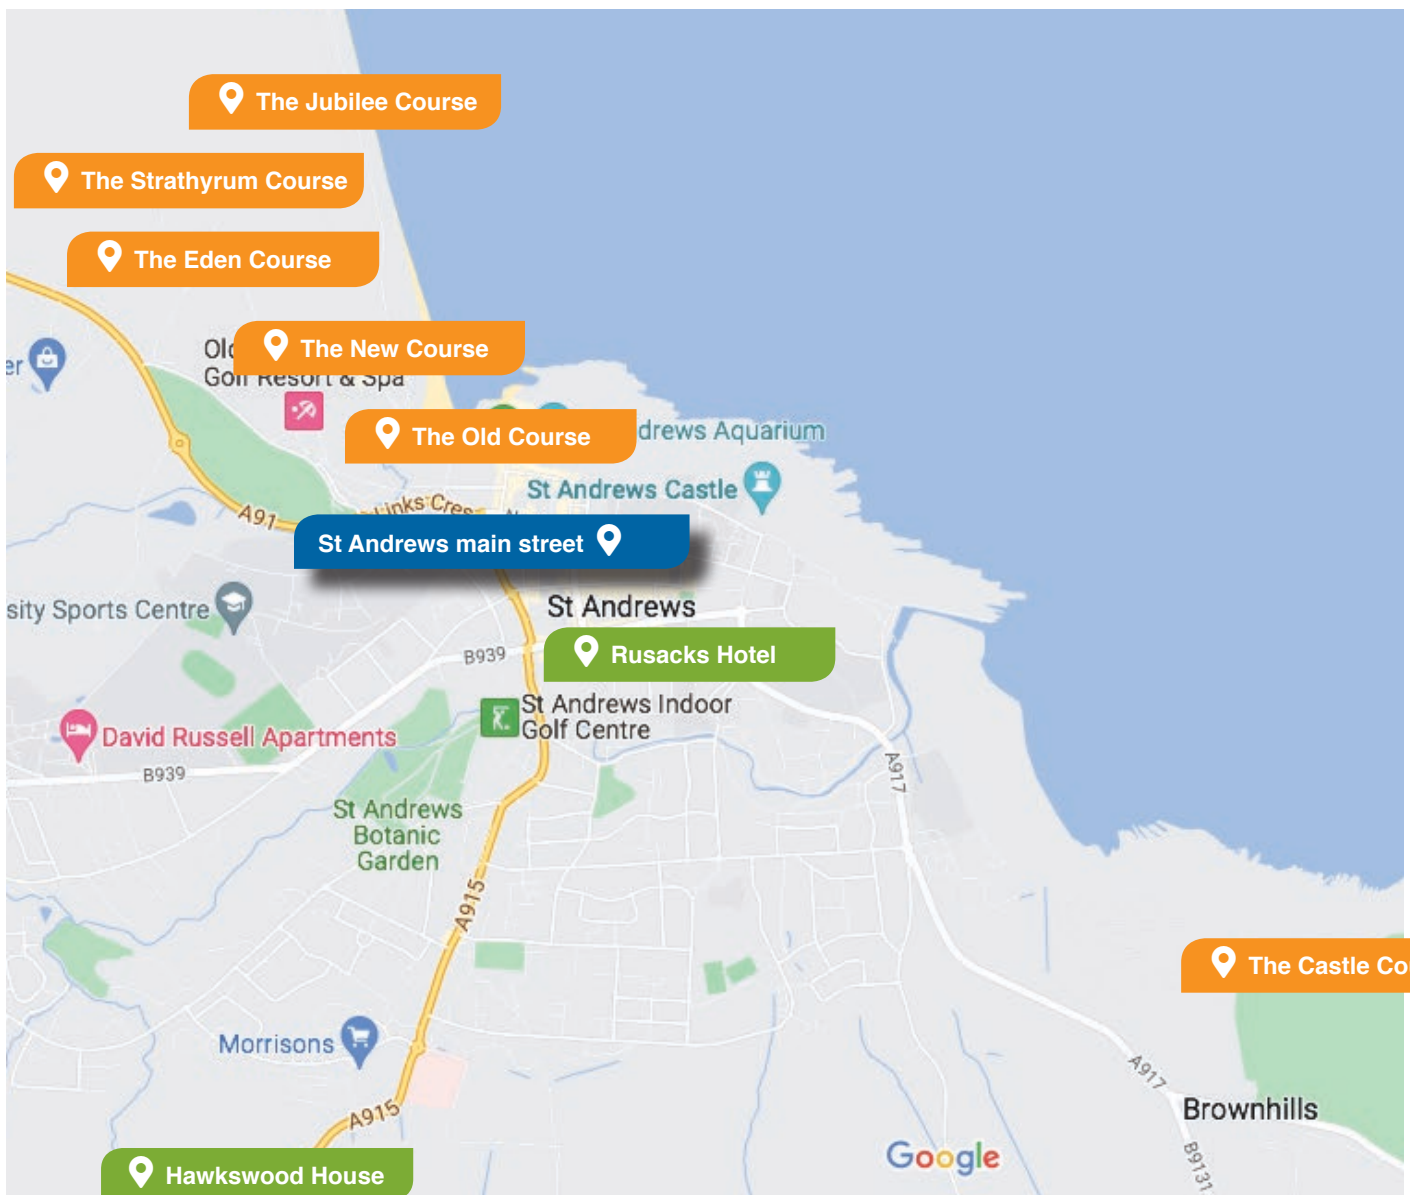 The Jubilee Course
The Strathyrum Course
The Eden Course
The New Course
Golf Resort & Spa
The Old Course
drews Aquarium
St Andrews Castle
A91
Links Cres
St Andrews main street
sity Sports Centre
St Andrews
B939
Rusacks Hotel
St Andrews Indoor
Golf Centre
David Russell Apartments
B939
A917
St Andrews
Botanic
Garden
A915
The Castle Co
Morrisons
A917
A915
Brownhills
Google
B9131
Hawkswood House